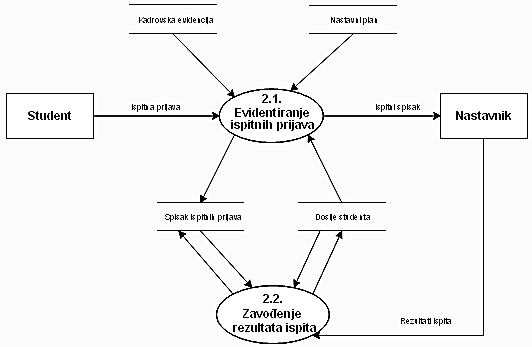 Kadrovska evidencija
Nastavni plan
2.1.
Evidentiranje
ispitnih prijava
Student
Ispitna prijava
Ispitni spisak
Nastavnik
Spisak ispitnih prijava
Dosije studenta
2.2.
Zavođenje
rezultata ispita
Rezultati ispita